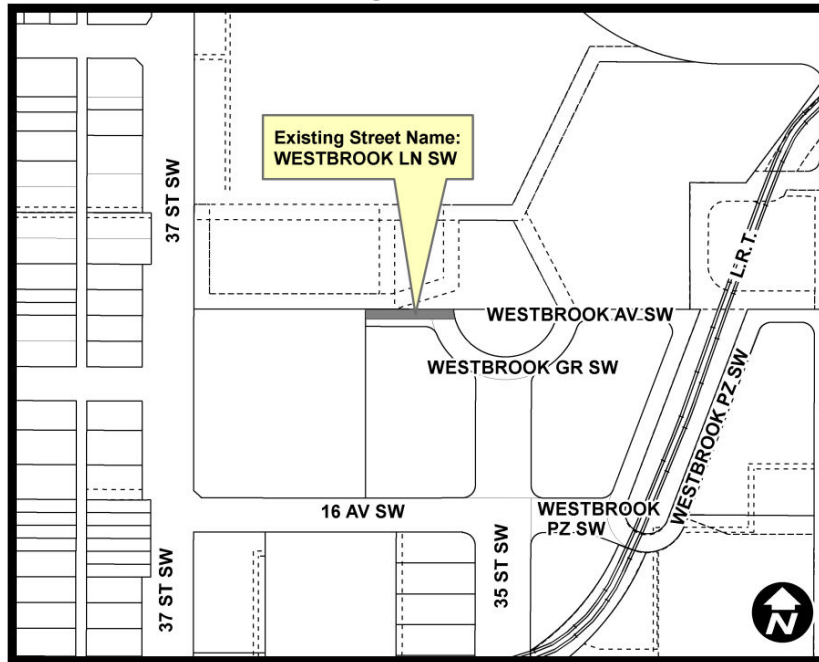 Existing Street Name:
WESTBROOK LN SW
37 ST SW
L.R.T.
WESTBROOK AV SW
WESTBROOK GR SW
WESTBROOK PZ SW
16 AV SW
WESTBROOK
PZ SW
35 ST SW
37 ST SW
N